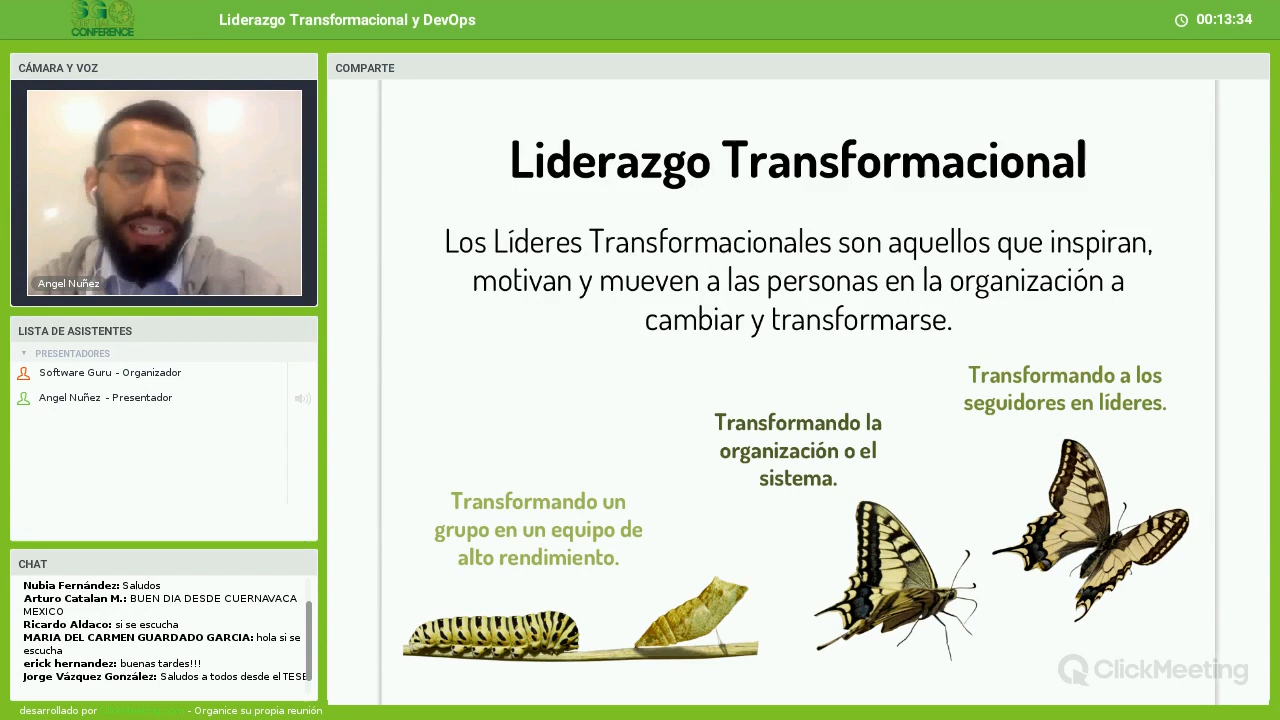 SG
CONFERENCE
Liderazgo Transformacional y DevOps
00:13:34
CÁMARA Y VOZ
Angel Nuñez
LISTA DE ASISTENTES
PRESENTADORES
Software Guru - Organizador
Angel Nuñez - Presentador
CHAT
Nubia Fernández: Saludos
Arturo Catalan M.: BUEN DIA DESDE CUERNAVACA
MEXICO
Ricardo Aldaco: si se escucha
MARIA DEL CARMEN GUARDADO GARCIA: hola si se
escucha
erick hernandez: buenas tardes!!!
Jorge Vázquez González: Saludos a todos desde el TESE
desarrollado por - Organice su propia reunión
COMPARTE
Liderazgo Transformacional
Los Líderes Transformacionales son aquellos que inspiran,
motivan y mueven a las personas en la organización a
cambiar y transformarse.
Transformando un
grupo en un equipo de
alto rendimiento.
Transformando la
organización o el
sistema.
Transformando a los
seguidores en líderes.
ClickMeeting